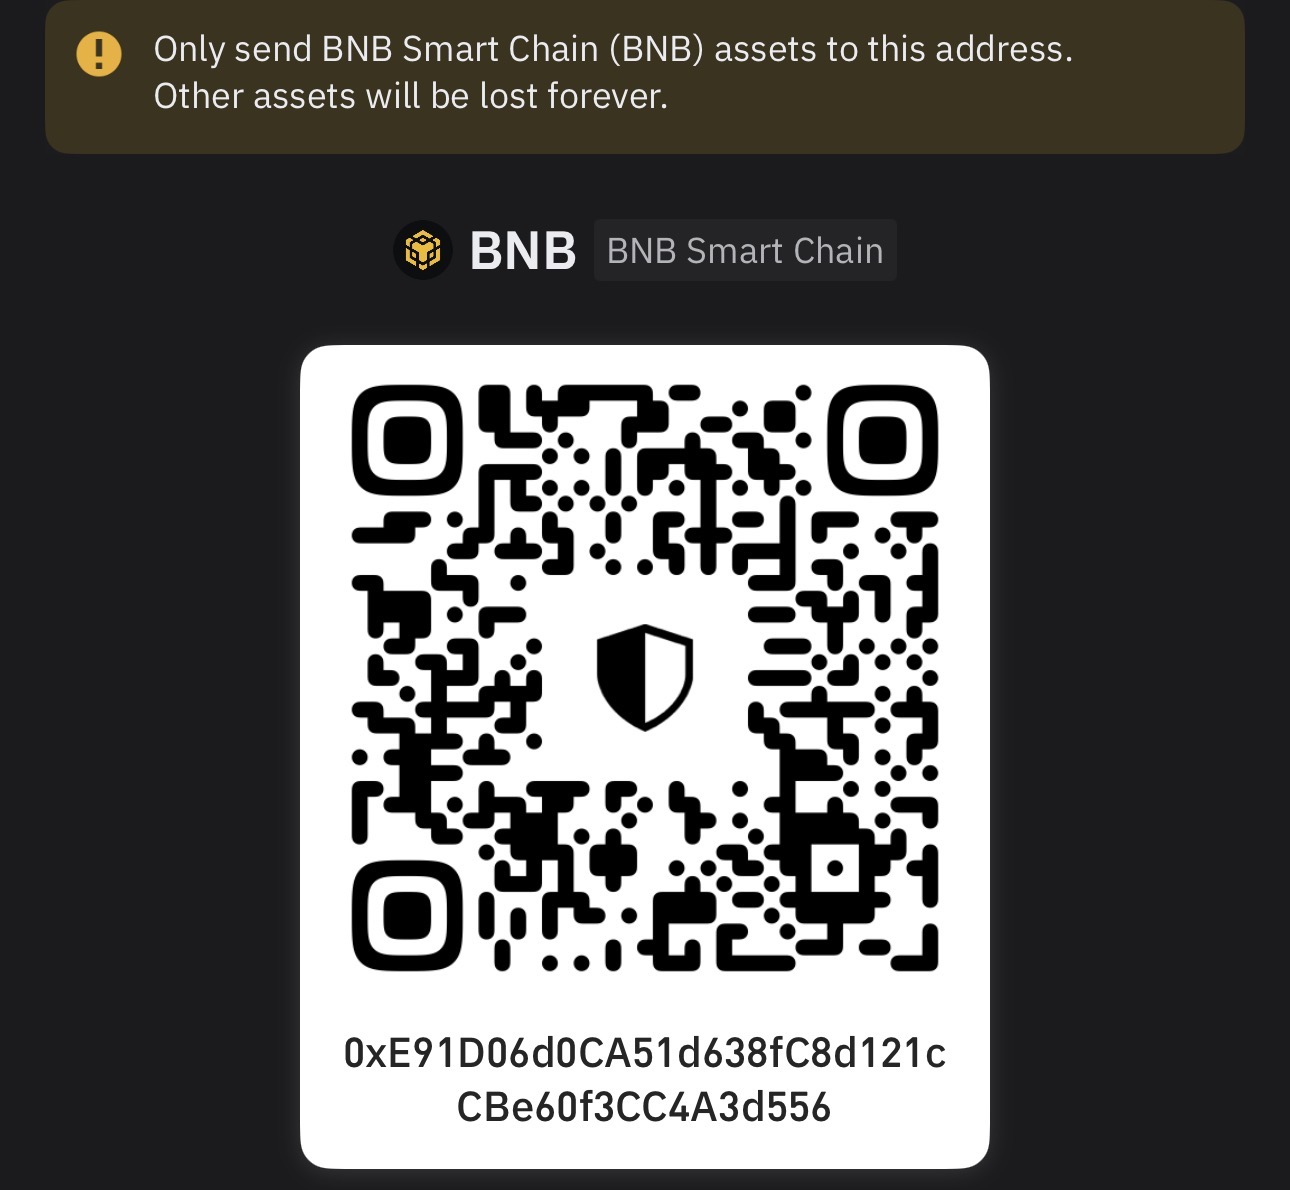 Only send BNB Smart Chain (BNB) assets to this address.
Other assets will be lost forever.
BNB BNB Smart Chain
0xE91D06d0CA51d638fC8d121c
CBe60f3CC4A3d556